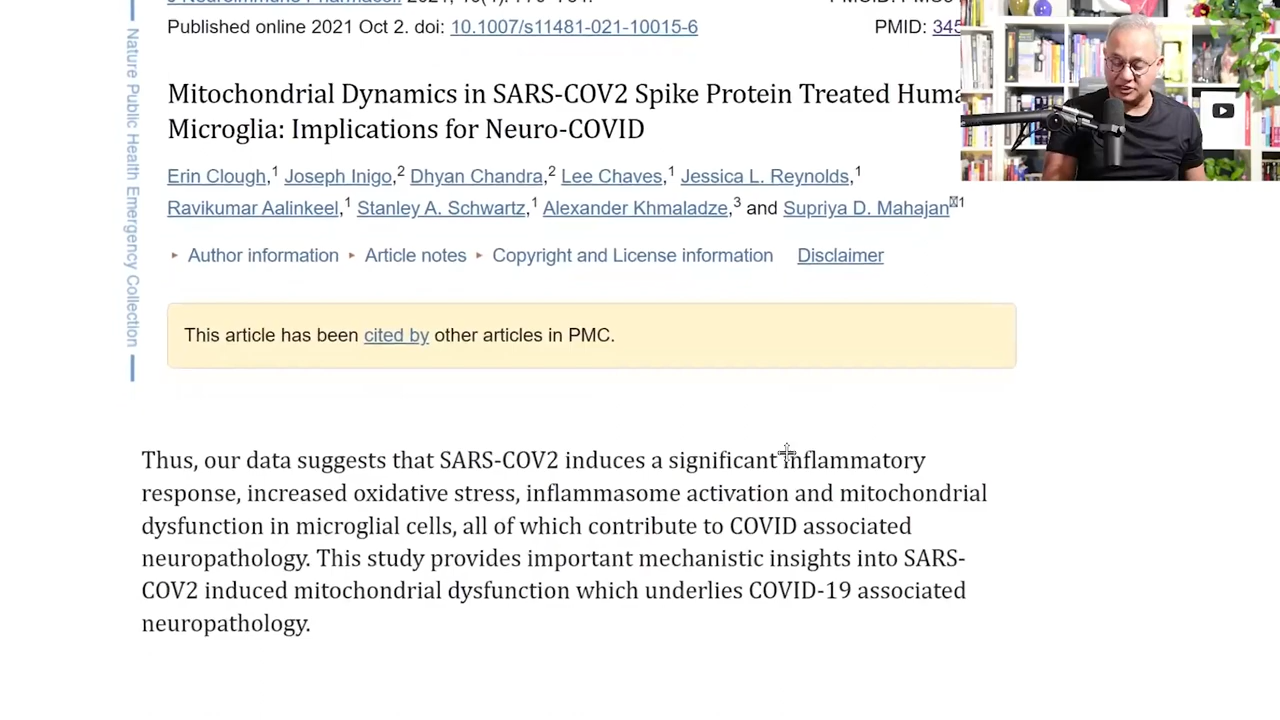 Published online 2021 Oct 2. doi: 10.1007/s11481-021-10015-6 PMID: 345
Mitochondrial Dynamics in SARS-COV2 Spike Protein Treated Huma
Microglia: Implications for Neuro-COVID
Erin Clough,1 Joseph Inigo,2 Dhyan Chandra,2 Lee Chaves,1 Jessica L. Reynolds,1
Ravikumar Aalinkeel,1 Stanley A. Schwartz,1 Alexander Khmaladze,3 and Supriya D. Mahajan1
Author information Article notes Copyright and License information Disclaimer
This article has been cited by other articles in PMC.
Nature Public Health Emergency Collection
Thus, our data suggests that SARS-COV2 induces a significant inflammatory
response, increased oxidative stress, inflammasome activation and mitochondrial
dysfunction in microglial cells, all of which contribute to COVID associated
neuropathology. This study provides important mechanistic insights into SARS-
COV2 induced mitochondrial dysfunction which underlies COVID-19 associated
neuropathology.